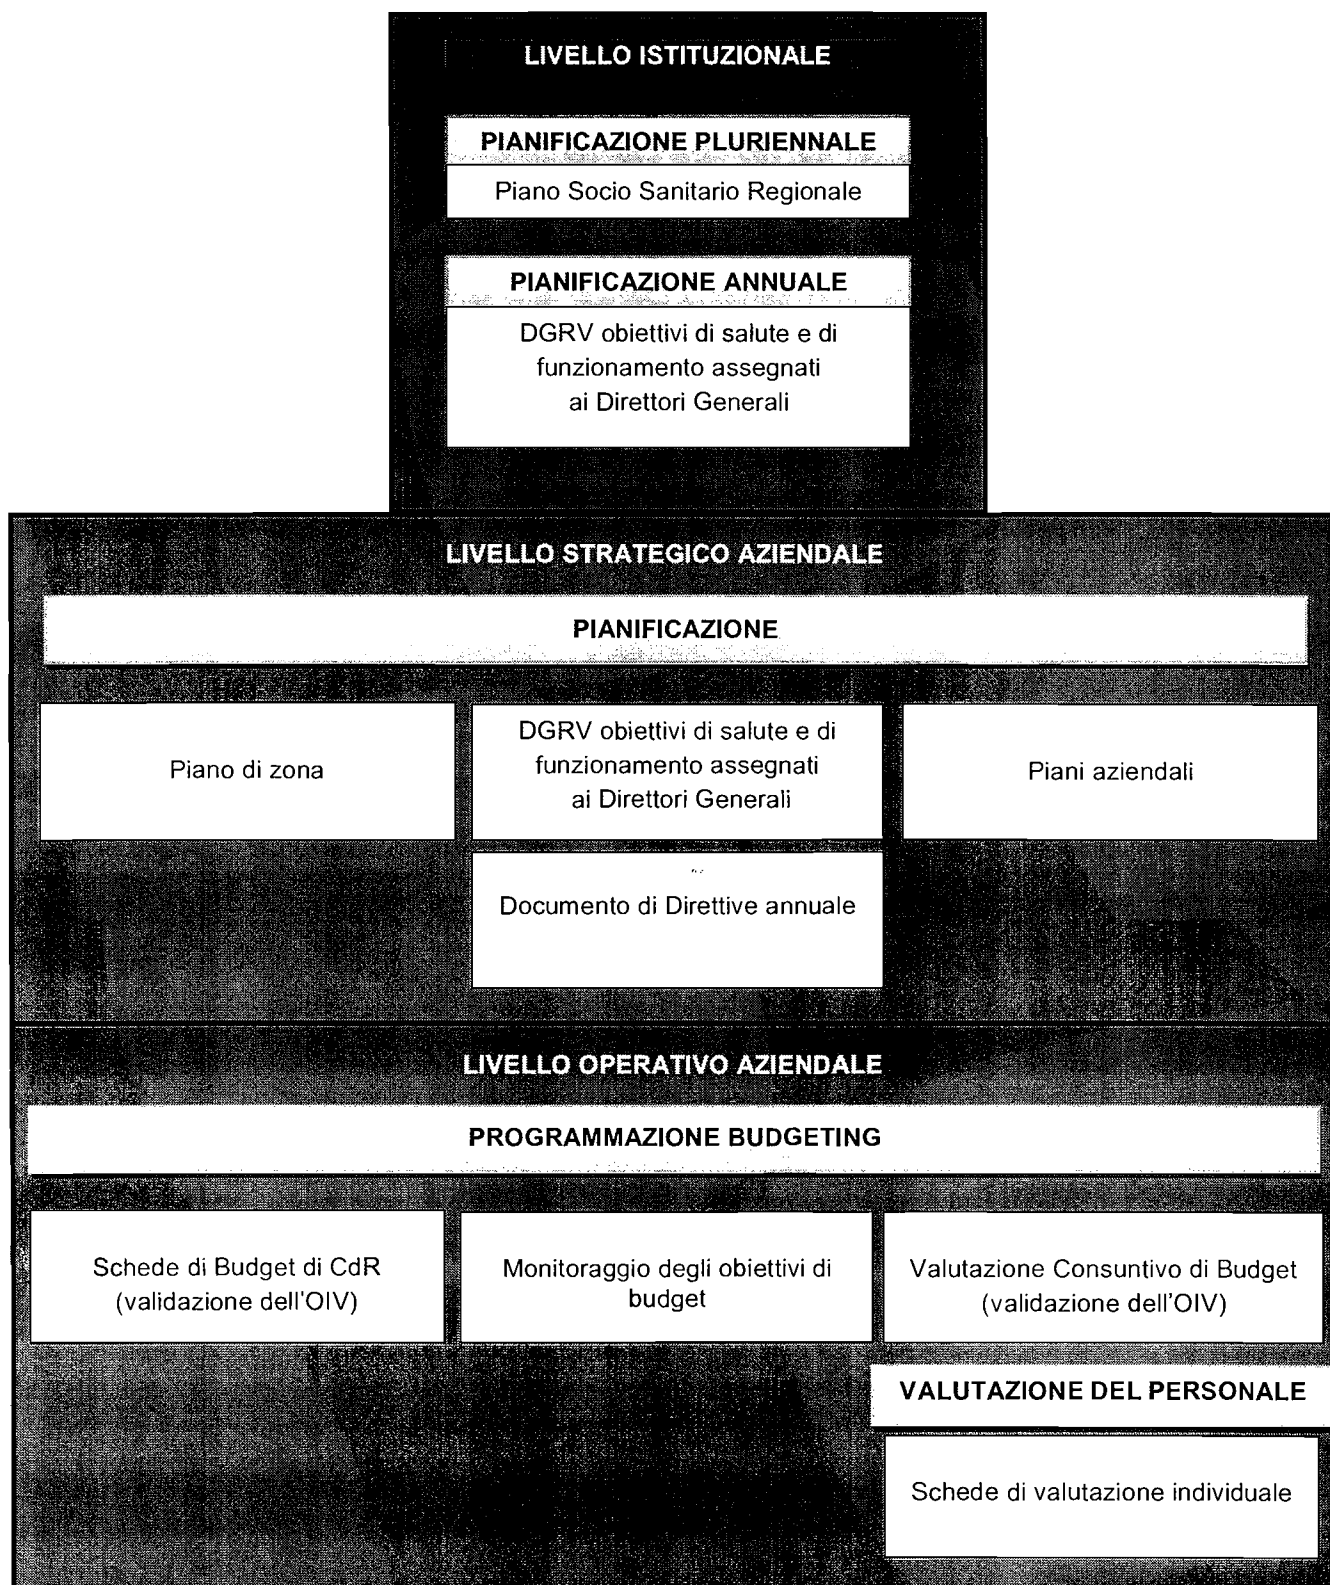 LIVELLO ISTITUZIONALE
PIANIFICAZIONE PLURIENNALE
Piano Socio Sanitario Regionale
PIANIFICAZIONE ANNUALE
DGRV obiettivi di salute e di
funzionamento assegnati
ai Direttori Generali
LIVELLO STRATEGICO AZIENDALE
PIANIFICAZIONE
Piano di zona
DGRV obiettivi di salute e di
funzionamento assegnati
ai Direttori Generali
Piani aziendali
Documento di Direttive annuale
LIVELLO OPERATIVO AZIENDALE
PROGRAMMAZIONE BUDGETING
Schede di Budget di CdR
(validazione dell'OIV)
Monitoraggio degli obiettivi di
budget
Valutazione Consuntivo di Budget
(validazione dell'OIV)
VALUTAZIONE DEL PERSONALE
Schede di valutazione individuale